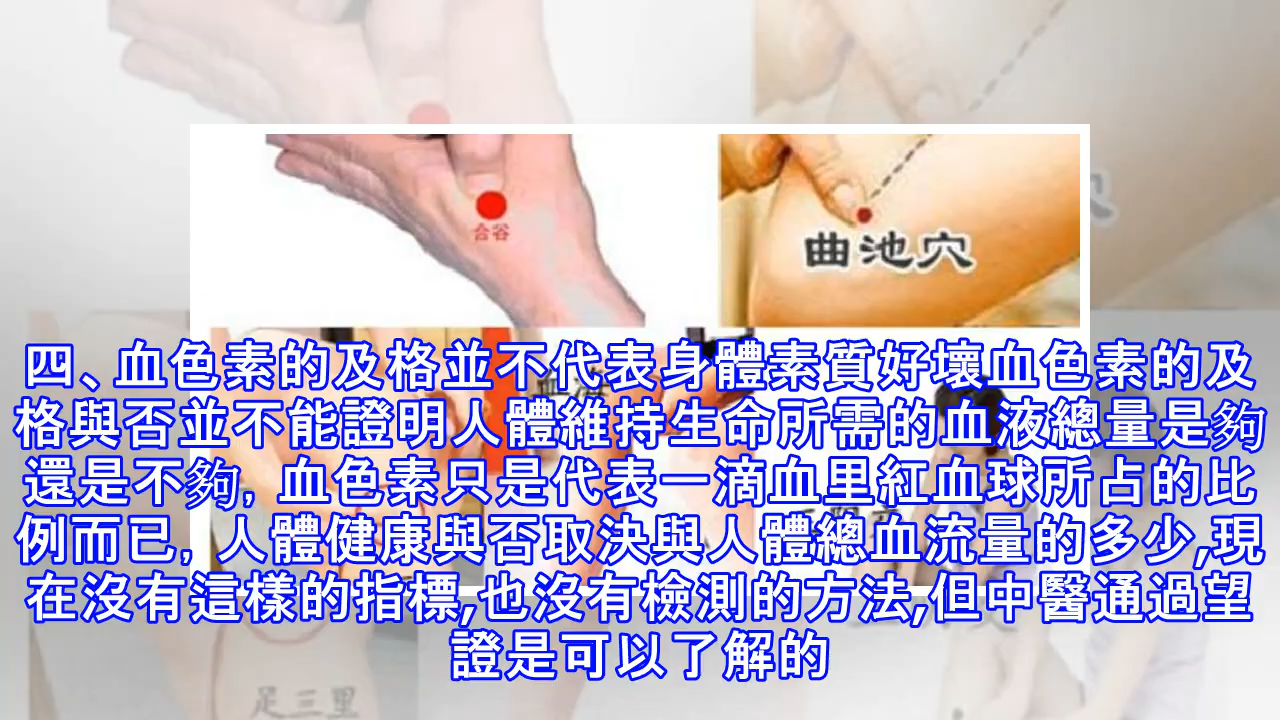 合谷
曲池穴
四、血色素的及格並不代表身體素質好壞血色素的及
格與否並不能證明人體維持生命所需的血液總量是夠
還是不夠, 血色素只是代表一滴血里紅血球所占的比
例而已, 人體健康與否取決與人體總血流量的多少,現
在沒有這樣的指標,也沒有檢測的方法,但中醫通過望
證是可以了解的
足三里